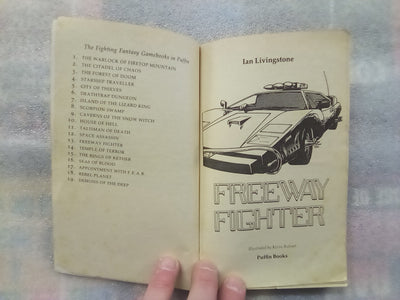 The Fighting Fantasy Gamebooks in Puffin
1. THE WARLOCK OF FIRETOP MOUNTAIN
2. THE CITADEL OF CHAOS
3. THE FOREST OF DOOM
4. STARSHIP TRAVELLER
5. CITY OF THIEVES
6. DEATHTRAP DUNGEON
7. ISLAND OF THE LIZARD KING
8. SCORPION SWAMP
9. CAVERNS OF THE SNOW WITCH
10. HOUSE OF HELL
11. TALISMAN OF DEATH
12. SPACE ASSASSIN
13. FREEWAY FIGHTER
14. TEMPLE OF TERROR
15. THE RINGS OF KETHER
16. SEAS OF BLOOD
17. APPOINTMENT WITH F.E.A.R.
18. REBEL PLANET
19. DEMONS OF THE DEEP
Ian Livingstone
FREEWAY
FIGHTER
Illustrated by Kevin Bulmer
Puffin Books